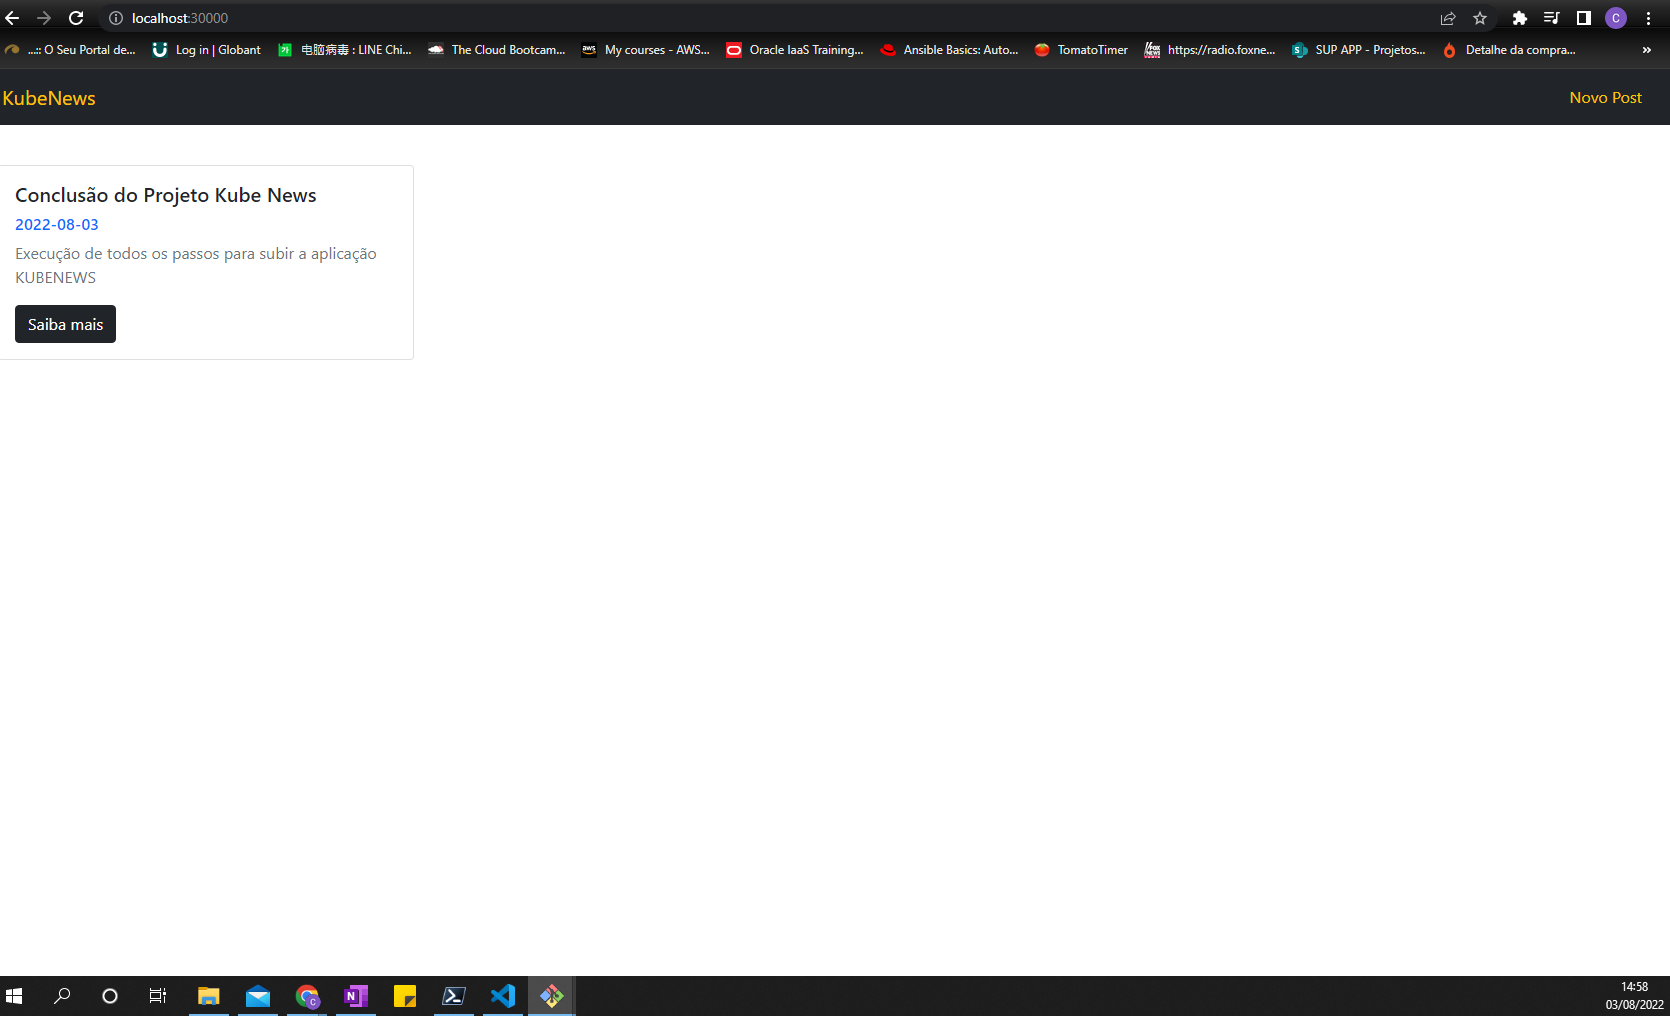 localhost:30000
C
...:: O Seu Portal de...
Log in | Globant
电脑病毒 : LINE Chi...
The Cloud Bootcam...
aws
My courses - AWS...
Oracle IaaS Training...
Ansible Basics: Auto...
TomatoTimer
https://radio.foxne...
S
SUP APP - Projetos...
Detalhe da compra...
»
KubeNews
Novo Post
Conclusão do Projeto Kube News
2022-08-03
Execução de todos os passos para subir a aplicação
KUBENEWS
Saiba mais
C
N
14:58
03/08/2022